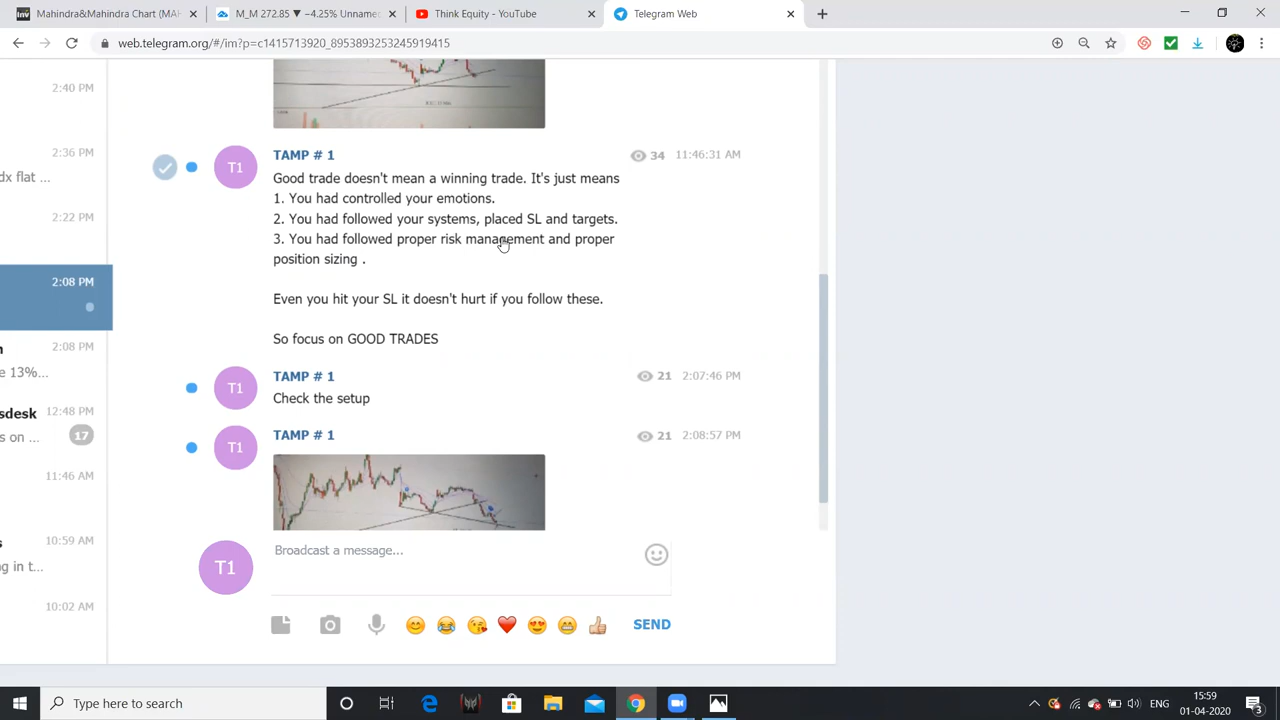 Mahindra&Mahindra Chart (MAH
M_M 272.85 ▼ −4.25% Unname
Think Equity - YouTube
Telegram Web
web.telegram.org/#/im?p=c1415713920_8953893253245919415
2:40 PM
2:36 PM
dx flat ...
2:22 PM
2:08 PM
n
2:08 PM
e 13%...
sdesk
12:48 PM
s on ...
17
11:46 AM
s
10:59 AM
ng in t...
10:02 AM
T1
TAMP # 1
34
11:46:31 AM
Good trade doesn't mean a winning trade. It's just means
1. You had controlled your emotions.
2. You had followed your systems, placed SL and targets.
3. You had followed proper risk management and proper
position sizing .
Even you hit your SL it doesn't hurt if you follow these.
So focus on GOOD TRADES
T1
TAMP # 1
21
2:07:46 PM
Check the setup
T1
TAMP # 1
21
2:08:57 PM
T1
Broadcast a message...
SEND
Type here to search
ENG
15:59
01-04-2020
3